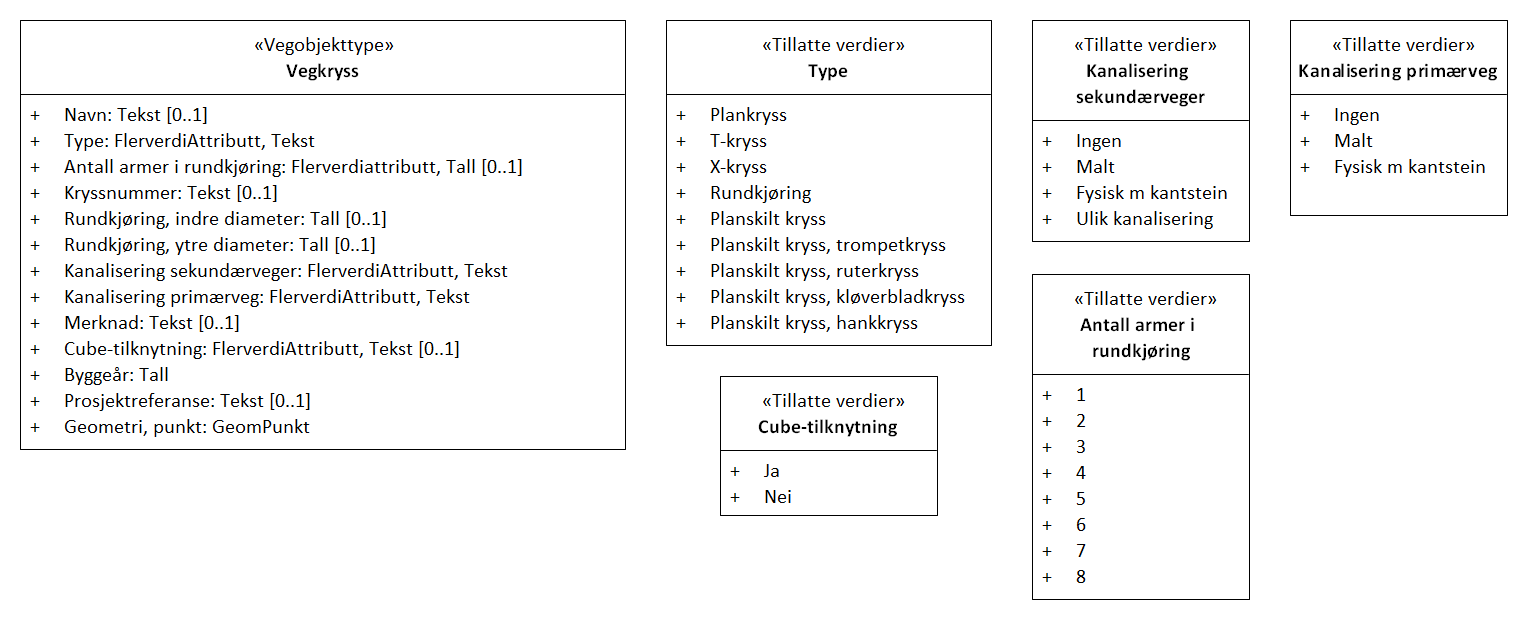 «Vegobjekttype»
Vegkryss
+ Navn: Tekst [0..1]
+ Type: FlerverdiAttributt, Tekst
+ Antall armer i rundkjøring: Flerverdiattributt, Tall [0..1]
+ Kryssnummer: Tekst [0..1]
+ Rundkjøring, indre diameter: Tall [0..1]
+ Rundkjøring, ytre diameter: Tall [0..1]
+ Kanalisering sekundærveger: FlerverdiAttributt, Tekst
+ Kanalisering primærveg: FlerverdiAttributt, Tekst
+ Merknad: Tekst [0..1]
+ Cube-tilknytning: FlerverdiAttributt, Tekst [0..1]
+ Byggeår: Tall
+ Prosjektreferanse: Tekst [0..1]
+ Geometri, punkt: GeomPunkt
«Tillatte verdier»
Type
+ Plankryss
+ T-kryss
+ X-kryss
+ Rundkjøring
+ Planskilt kryss
+ Planskilt kryss, trompetkryss
+ Planskilt kryss, ruterkryss
+ Planskilt kryss, kløverbladkryss
+ Planskilt kryss, hankkryss
«Tillatte verdier»
Cube-tilknytning
+ Ja
+ Nei
«Tillatte verdier»
Kanalisering
sekundærveger
+ Ingen
+ Malt
+ Fysisk m kantstein
+ Ulik kanalisering
«Tillatte verdier»
Antall armer i
rundkjøring
+ 1
+ 2
+ 3
+ 4
+ 5
+ 6
+ 7
+ 8
«Tillatte verdier»
Kanalisering primærveg
+ Ingen
+ Malt
+ Fysisk m kantstein